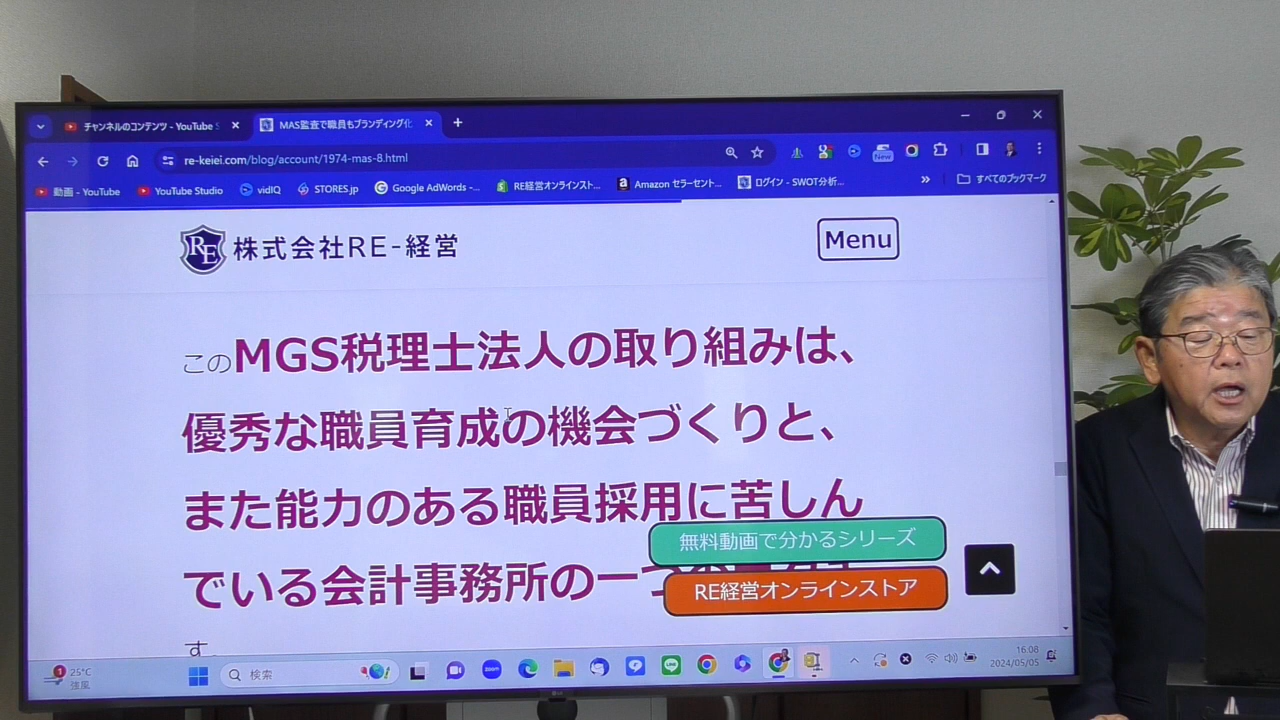 チャンネルのコンテンツ - YouTube S
MAS監査で職員もブランディング化
re-keiei.com/blog/account/1974-mas-8.html
New
動画 - YouTube
YouTube Studio
vidIQ
STORES.jp
Google AdWords -...
RE経営オンラインスト...
Amazon セラーセント...
ログイン - SWOT分析...
すべてのブックマーク
RE
株式会社RE-経営
Menu
このMGS税理士法人の取り組みは、
優秀な職員育成の機会づくりと、
また能力のある職員採用に苦しん
でいる会計事務所の一つ
す。
無料動画で分かるシリーズ
RE経営オンラインストア
1
25°C
強風
検索
zoom
16:08
2024/05/05
LG